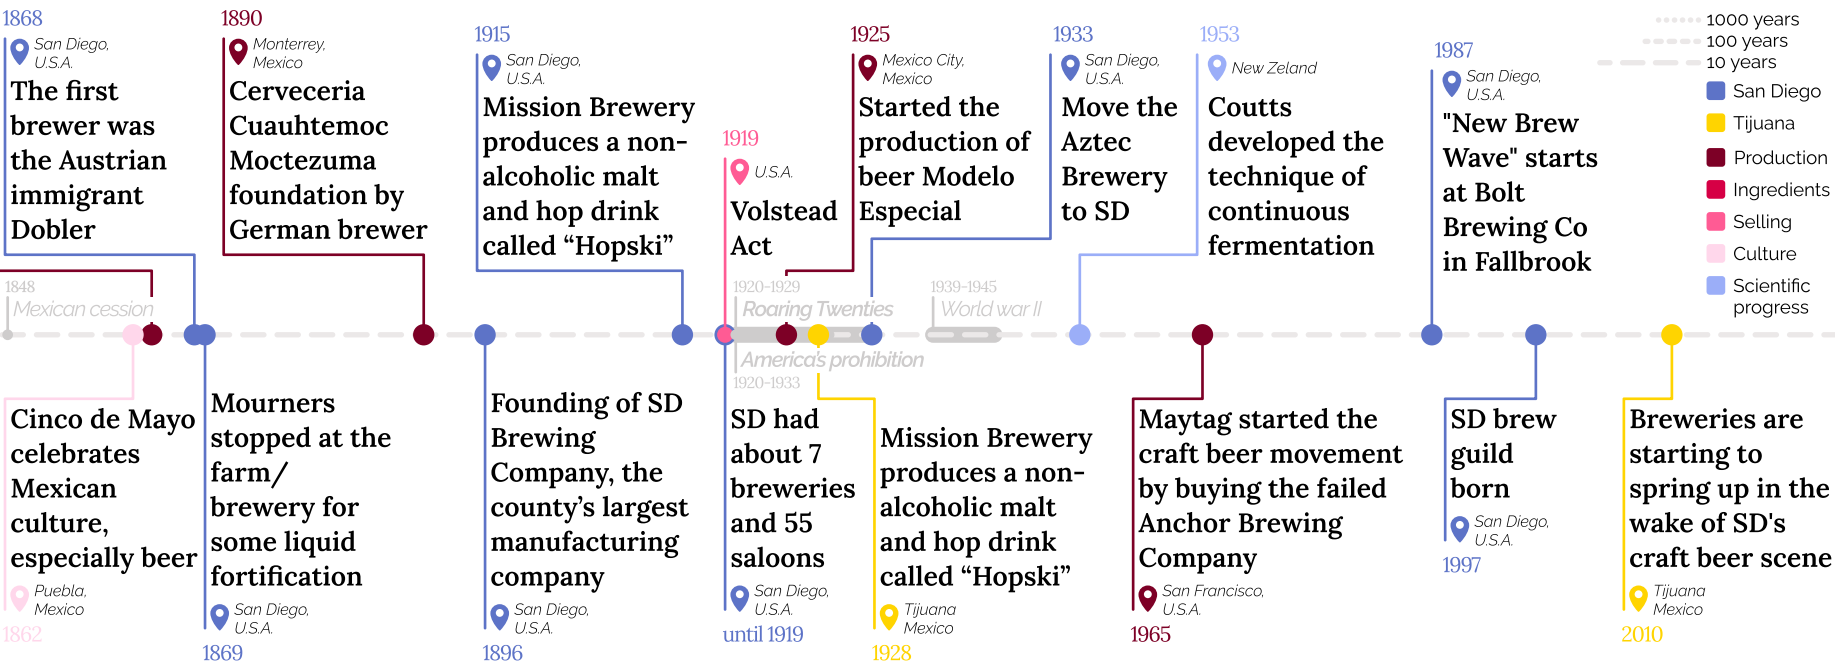 1868
San Diego,
U.S.A.
The first
brewer was
the Austrian
immigrant
Dobler
1890
Monterrey,
Mexico
Cerveceria
Cuauhtemoc
Moctezuma
foundation by
German brewer
1915
San Diego,
U.S.A.
Mission Brewery
produces a non-
alcoholic malt
and hop drink
called “Hopski”
1919
U.S.A.
Volstead
Act
1925
Mexico City,
Mexico
Started the
production of
beer Modelo
Especial
1933
San Diego,
U.S.A.
Move the
Aztec
Brewery
to SD
1953
New Zeland
Coutts
developed the
technique of
continuous
fermentation
1987
San Diego,
U.S.A.
"New Brew
Wave" starts
at Bolt
Brewing Co
in Fallbrook
1000 years
100 years
10 years
San Diego
Tijuana
Production
Ingredients
Selling
Culture
Scientific
progress
1848
Mexican cession
1920-1929
Roaring Twenties
1939-1945
World war II
America's prohibition
1920-1933
Cinco de Mayo
celebrates
Mexican
culture,
especially beer
Puebla,
Mexico
1862
Mourners
stopped at the
farm/
brewery for
some liquid
fortification
San Diego,
U.S.A.
1869
Founding of SD
Brewing
Company, the
county’s largest
manufacturing
company
San Diego,
U.S.A.
1896
SD had
about 7
breweries
and 55
saloons
San Diego,
U.S.A.
until 1919
Mission Brewery
produces a non-
alcoholic malt
and hop drink
called “Hopski”
Tijuana
Mexico
1928
Maytag started the
craft beer movement
by buying the failed
Anchor Brewing
Company
San Francisco,
U.S.A.
1965
SD brew
guild
born
San Diego,
U.S.A.
1997
Breweries are
starting to
spring up in the
wake of SD's
craft beer scene
Tijuana
Mexico
2010